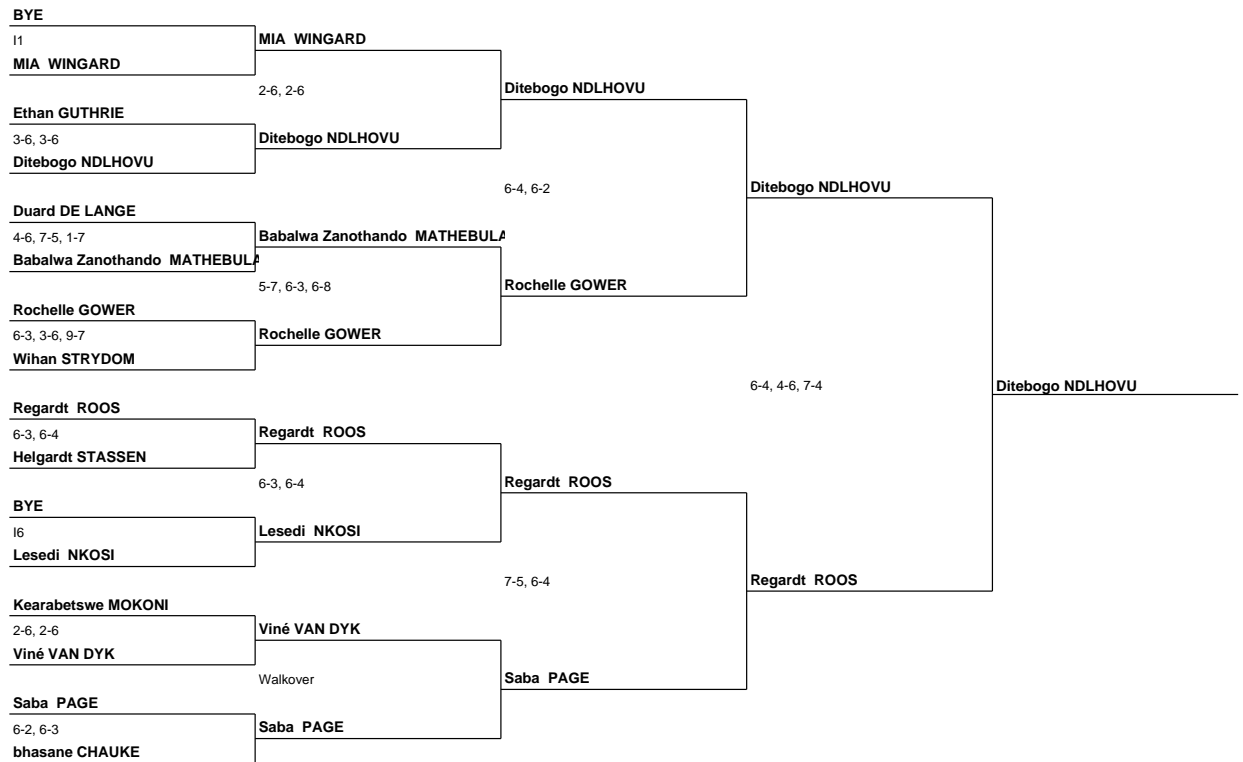 BYE
I1
MIA  WINGARD
MIA  WINGARD
2-6, 2-6
Ditebogo NDLHOVU
Ethan GUTHRIE
3-6, 3-6
Ditebogo NDLHOVU
Ditebogo NDLHOVU
6-4, 6-2
Ditebogo NDLHOVU
Duard DE LANGE
4-6, 7-5, 1-7
Babalwa Zanothando  MATHEBULA
Babalwa Zanothando  MATHEBULA
5-7, 6-3, 6-8
Rochelle GOWER
Rochelle GOWER
6-3, 3-6, 9-7
Wihan STRYDOM
Rochelle GOWER
6-4, 4-6, 7-4
Ditebogo NDLHOVU
Regardt  ROOS
6-3, 6-4
Helgardt STASSEN
Regardt  ROOS
6-3, 6-4
Regardt  ROOS
BYE
I6
Lesedi  NKOSI
Lesedi  NKOSI
7-5, 6-4
Regardt  ROOS
Kearabetswe MOKONI
2-6, 2-6
Viné VAN DYK
Viné VAN DYK
Walkover
Saba  PAGE
Saba  PAGE
6-2, 6-3
bhasane CHAUKE
Saba  PAGE